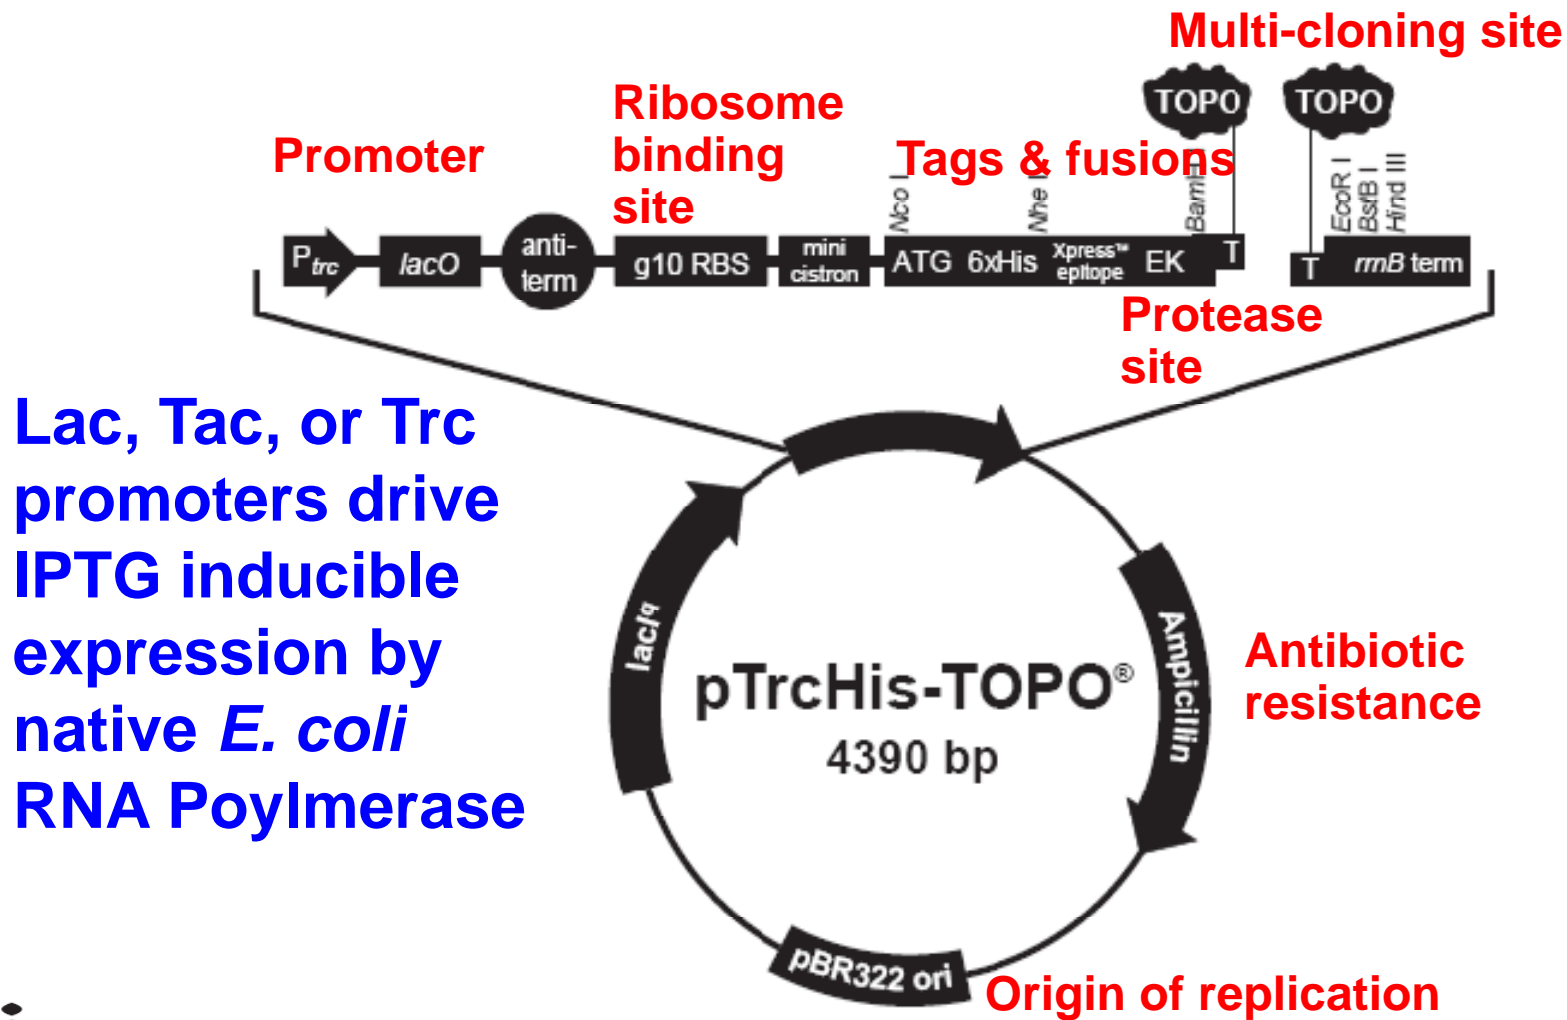 Multi-cloning site
TOPO TOPO
Ribosome
binding
site
Promoter
Tags & fusions
Nco I
Nhe I
BamH I
EcoR I
BstB I
Hind III
Ptrc
lacO
anti-
term
g10 RBS
mini
cistron
ATG 6xHis Xpress™
epitope
EK
T
T
rrnB term
Protease
site
Lac, Tac, or Trc
promoters drive
IPTG inducible
expression by
native E. coli
RNA Poylmerase
lacIq
pTrcHis-TOPO®
4390 bp
Ampicillin
Antibiotic
resistance
pBR322 ori
Origin of replication